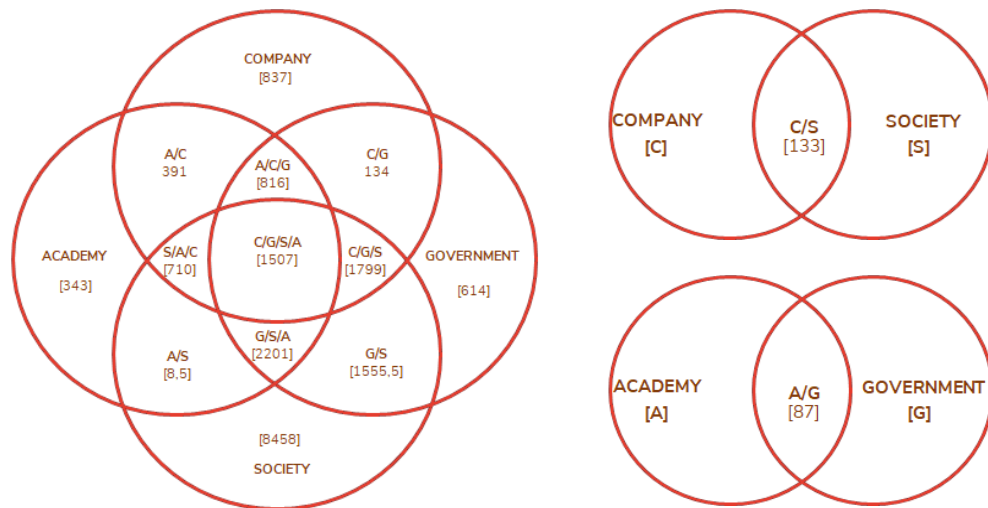 COMPANY
[837]
A/C
391
A/C/G
[816]
C/G
134
ACADEMY
[343]
S/A/C
[710]
C/G/S/A
[1507]
C/G/S
[1799]
GOVERNMENT
[614]
A/S
[8,5]
G/S/A
[2201]
G/S
[1555,5]
[8458]
SOCIETY
COMPANY
[C]
C/S
[133]
SOCIETY
[S]
ACADEMY
[A]
A/G
[87]
GOVERNMENT
[G]